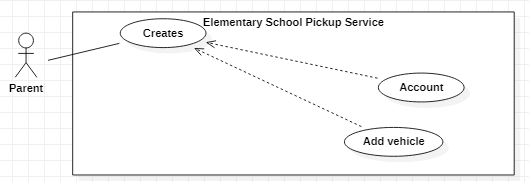 Elementary School Pickup Service
Creates
Parent
Account
Add vehicle